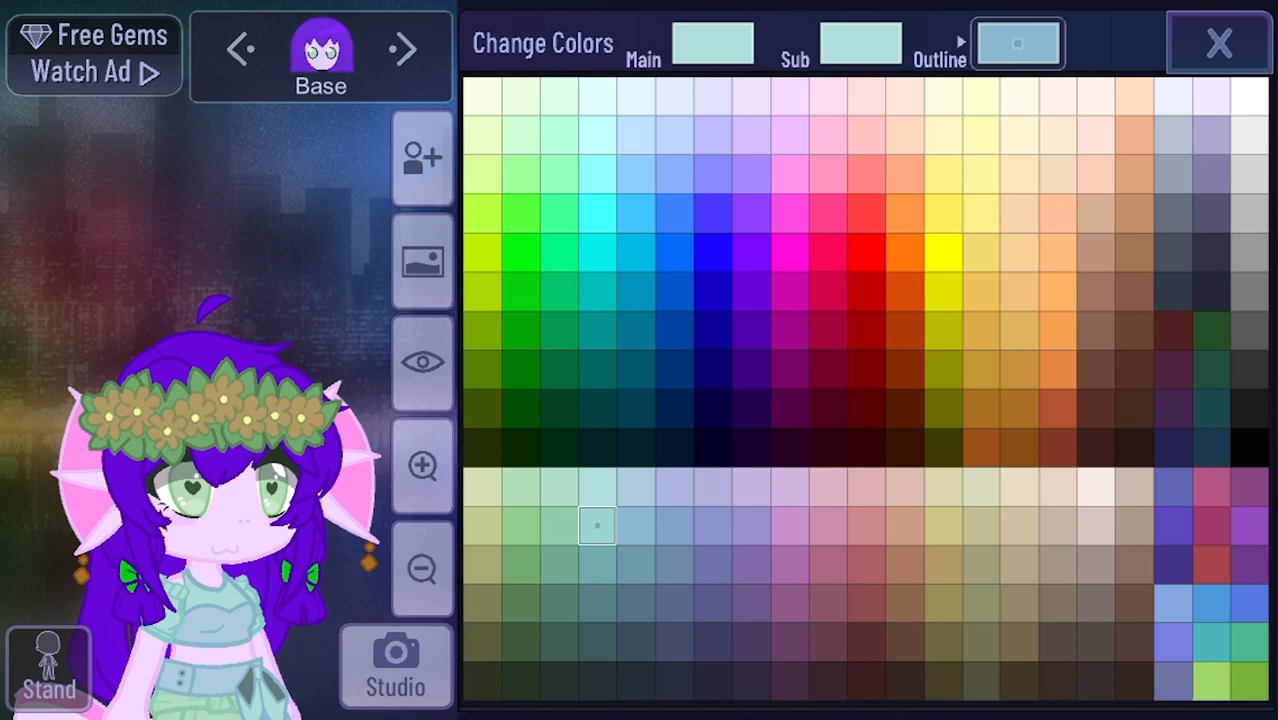 Free Gems
Watch Ad
Base
Change Colors
Main
Sub
Outline
Stand
Studio